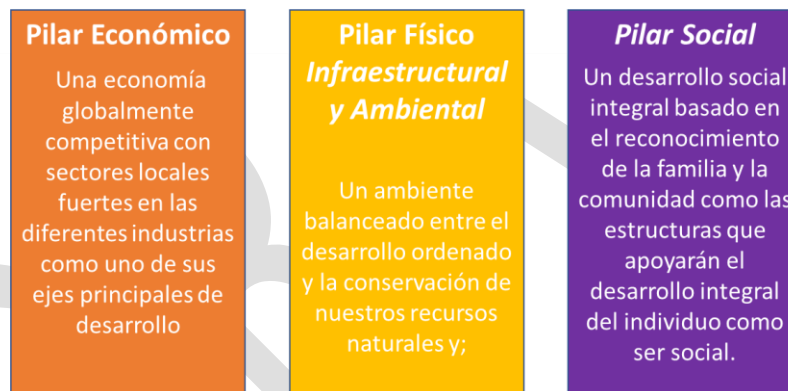 Pilar Económico
Una economía
globalmente
competitiva con
sectores locales
fuertes en las
diferentes industrias
como uno de sus
ejes principales de
desarrollo
Pilar Físico
Infraestructural
y Ambiental
Un ambiente
balanceado entre el
desarrollo ordenado
y la conservación de
nuestros recursos
naturales y;
Pilar Social
Un desarrollo social
integral basado en
el reconocimiento
de la familia y la
comunidad como las
estructuras que
apoyarán el
desarrollo integral
del individuo como
ser social.